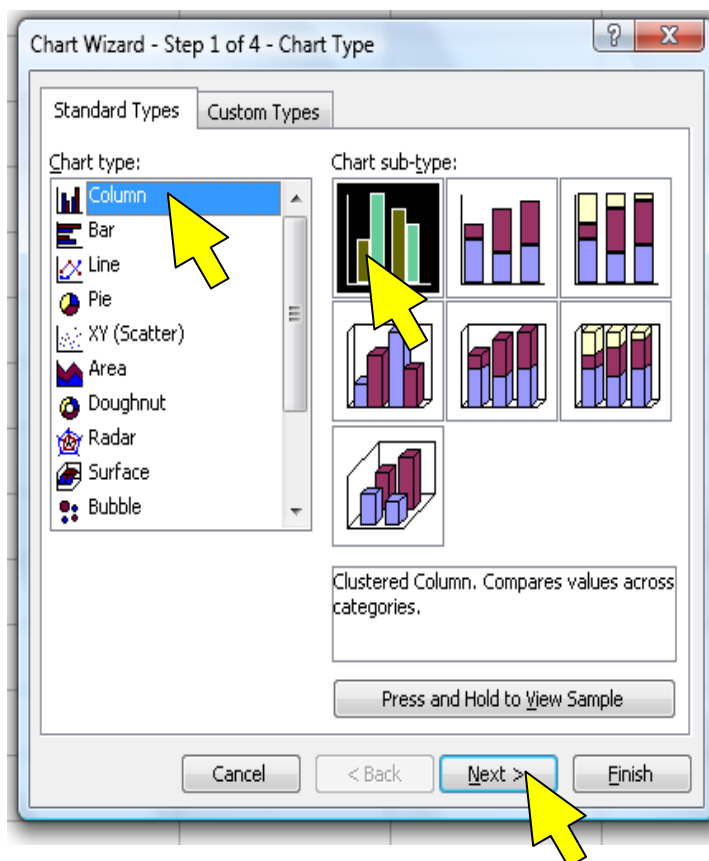 Chart Wizard - Step 1 of 4 - Chart Type
Standard Types
Custom Types
Chart type:
Column
Bar
Line
Pie
XY (Scatter)
Area
Doughnut
Radar
Surface
Bubble
Chart sub-type:
Clustered Column. Compares values across
categories.
Press and Hold to View Sample
Cancel
< Back
Next >
Finish